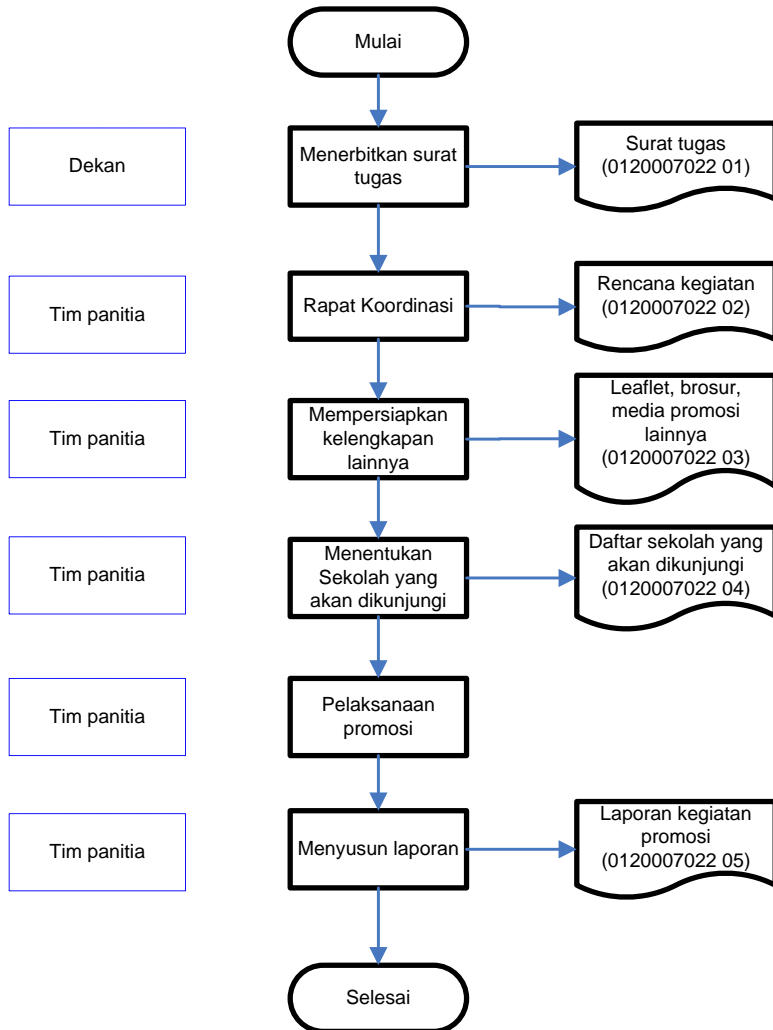 Mulai
Dekan
Menerbitkan surat
tugas
Surat tugas
(0120007022 01)
Tim panitia
Rapat Koordinasi
Rencana kegiatan
(0120007022 02)
Tim panitia
Mempersiapkan
kelengkapan
lainnya
Leaflet, brosur,
media promosi
lainnya
(0120007022 03)
Tim panitia
Menentukan
Sekolah yang
akan dikunjungi
Daftar sekolah yang
akan dikunjungi
(0120007022 04)
Tim panitia
Pelaksanaan
promosi
Tim panitia
Menyusun laporan
Laporan kegiatan
promosi
(0120007022 05)
Selesai